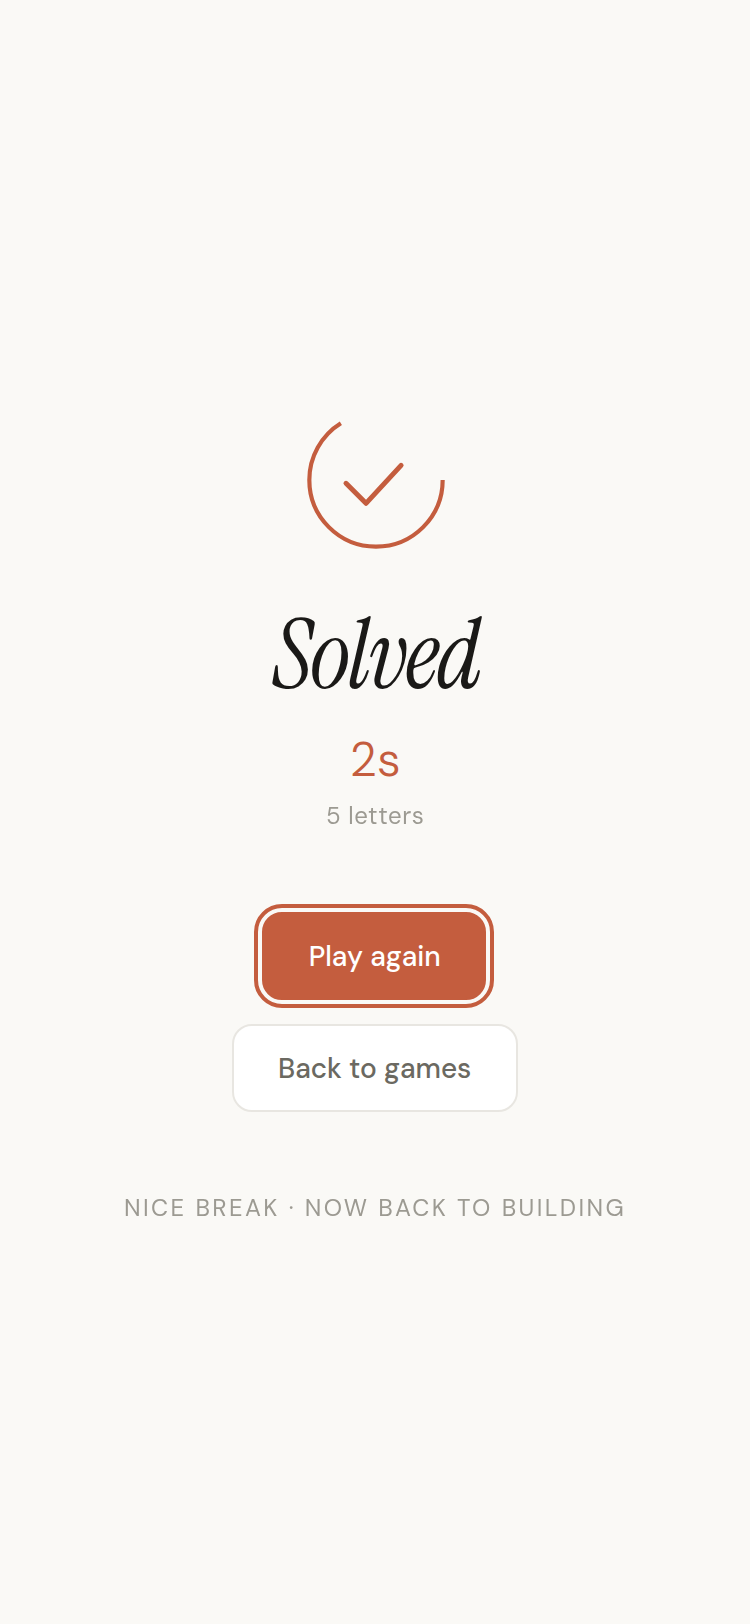 Solved
2s
5 letters
Play again
Back to games
NICE BREAK · NOW BACK TO BUILDING